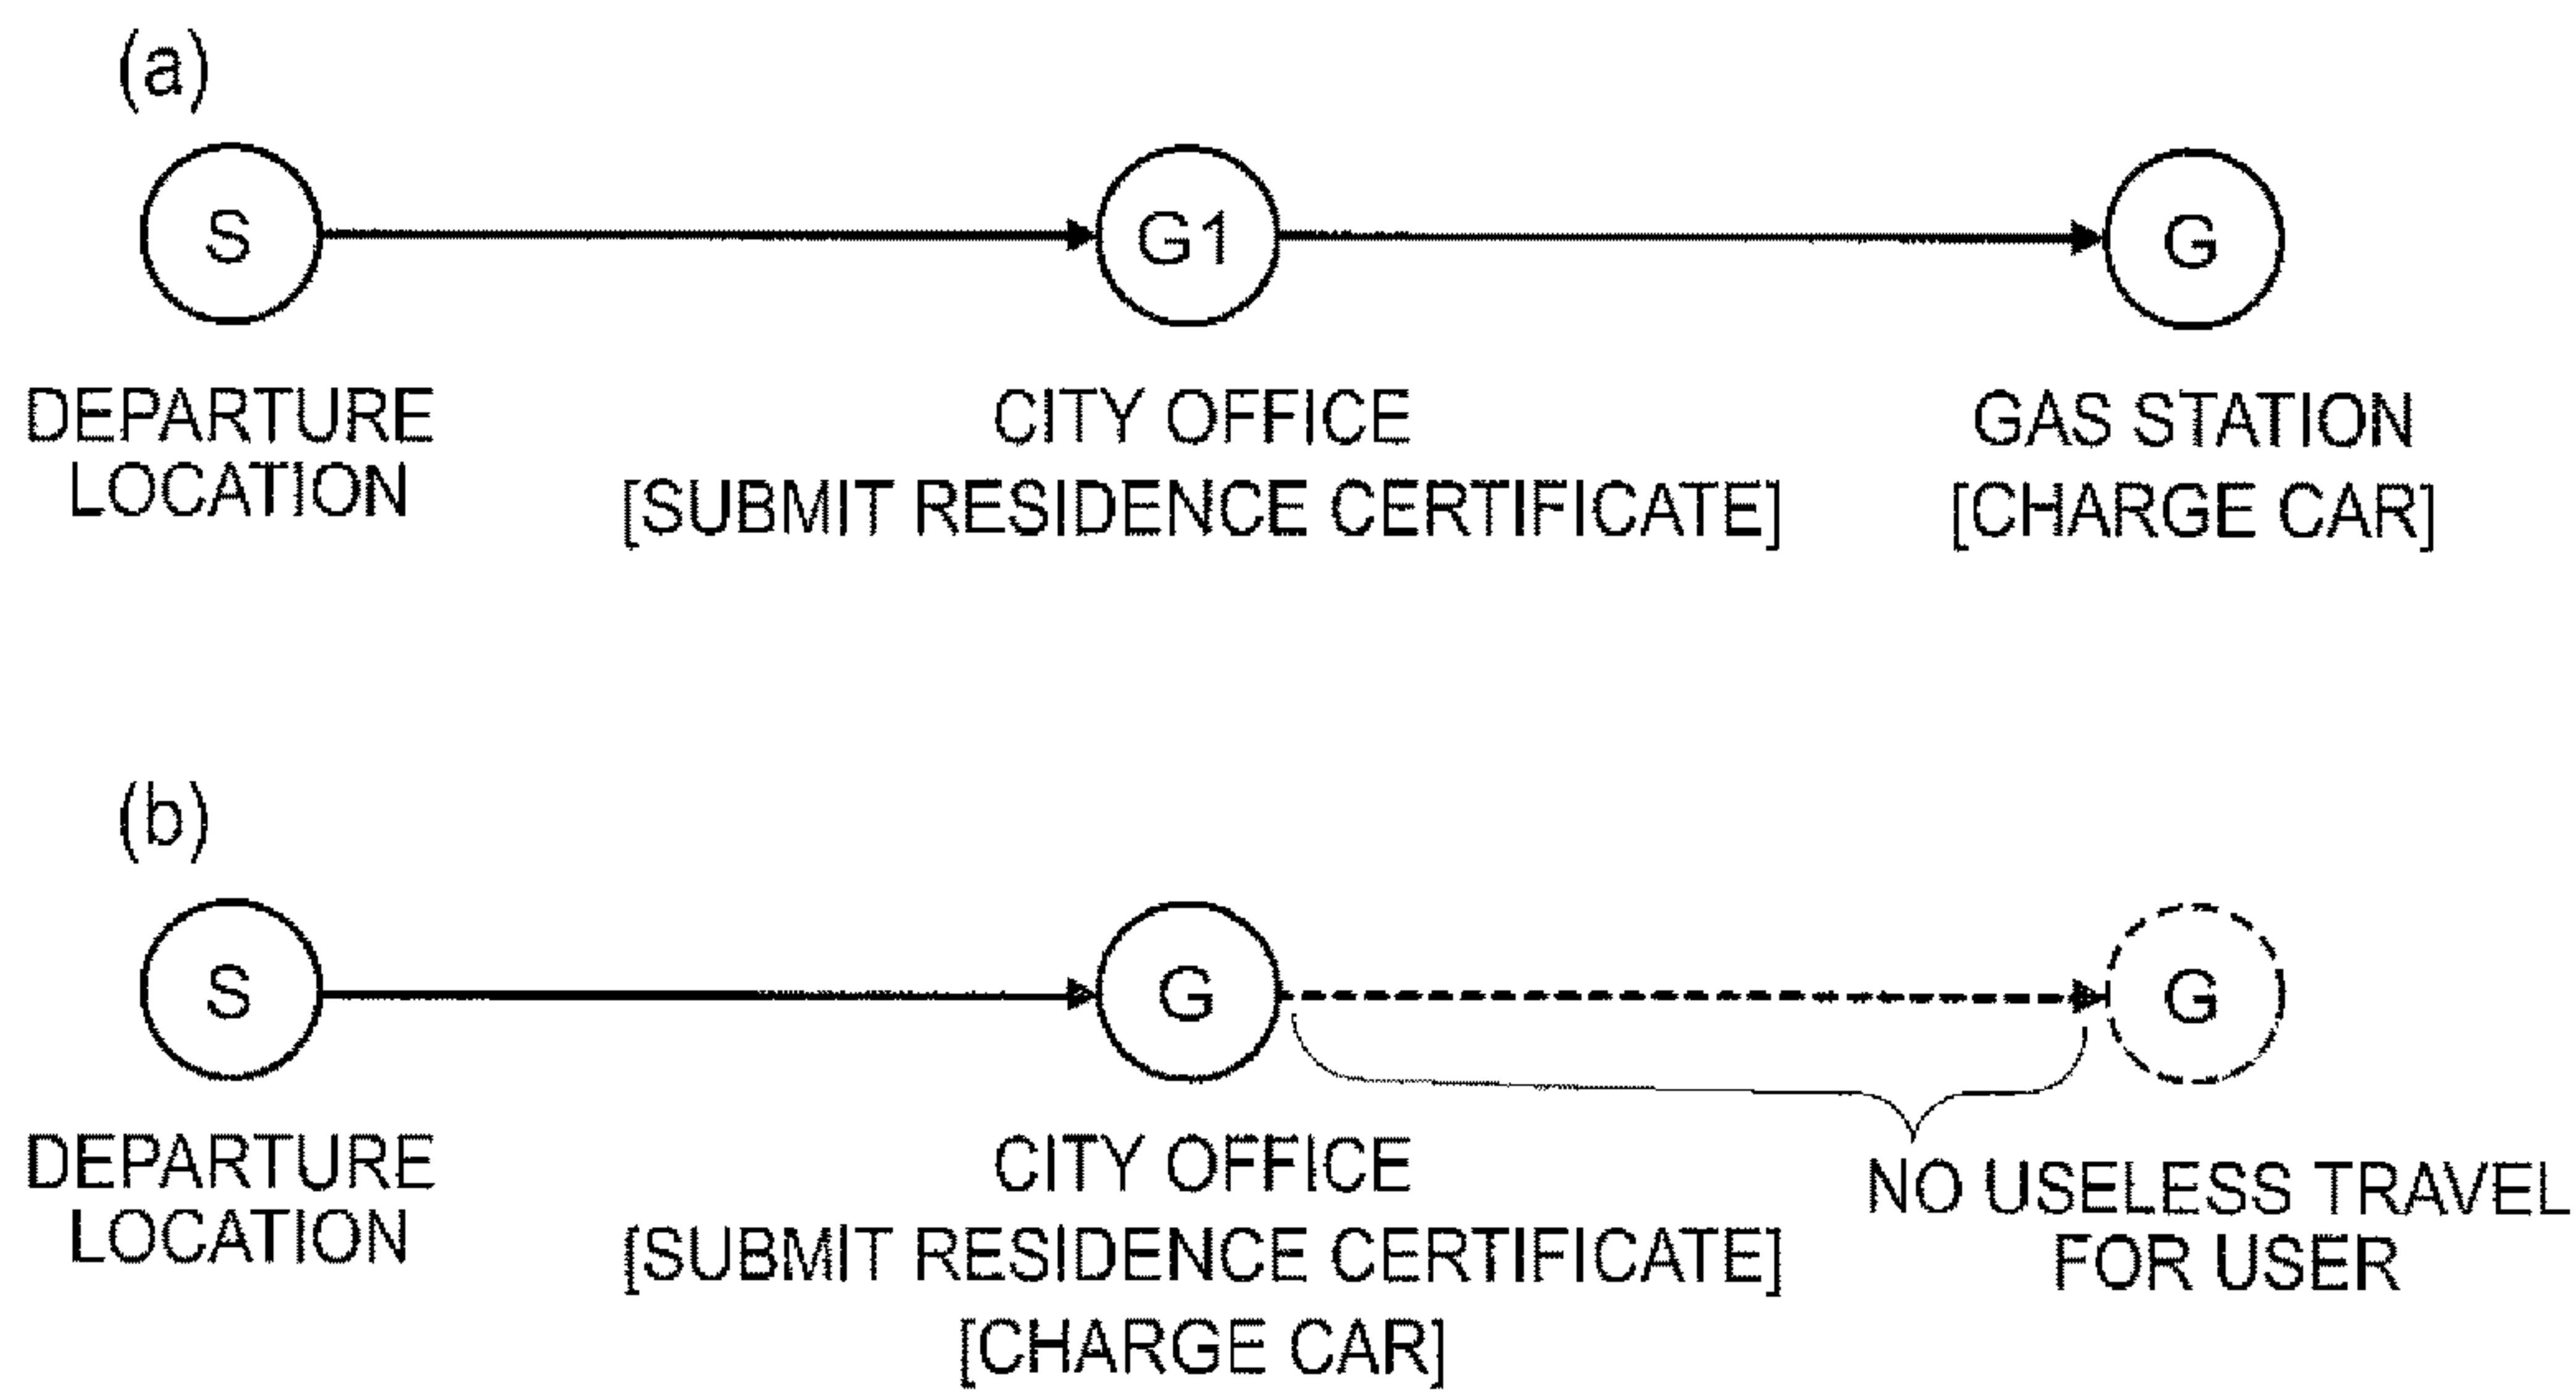 (a)
S
G1
G
DEPARTURE
LOCATION
CITY OFFICE
[SUBMIT RESIDENCE CERTIFICATE]
GAS STATION
[CHARGE CAR]
(b)
S
G
G
DEPARTURE
LOCATION
CITY OFFICE
[SUBMIT RESIDENCE CERTIFICATE]
[CHARGE CAR]
NO USELESS TRAVEL
FOR USER